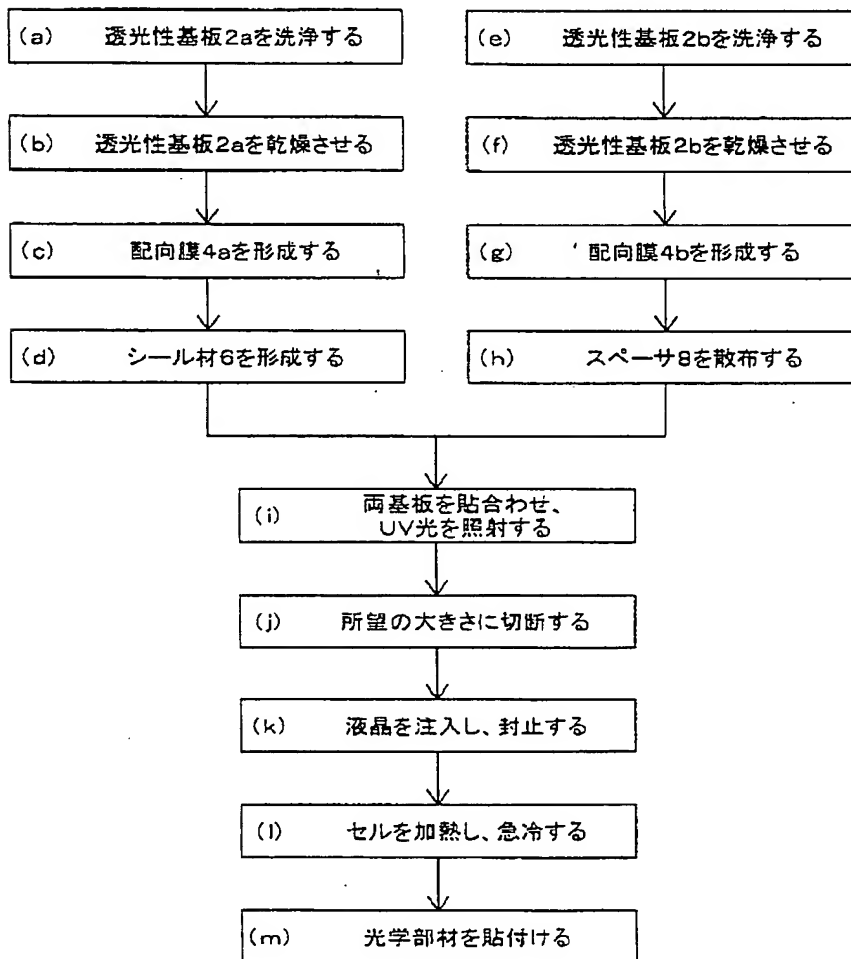 (a) 透光性基板2aを洗浄する
(b) 透光性基板2aを乾燥させる
(c) 配向膜4aを形成する
(d) シール材6を形成する
(e) 透光性基板2bを洗浄する
(f) 透光性基板2bを乾燥させる
(g) 配向膜4bを形成する
(h) スペーサ8を散布する
(i) 両基板を貼合わせ、
UV光を照射する
(j) 所望の大きさに切断する
(k) 液晶を注入し、封止する
(l) セルを加熱し、急冷する
(m) 光学部材を貼付ける